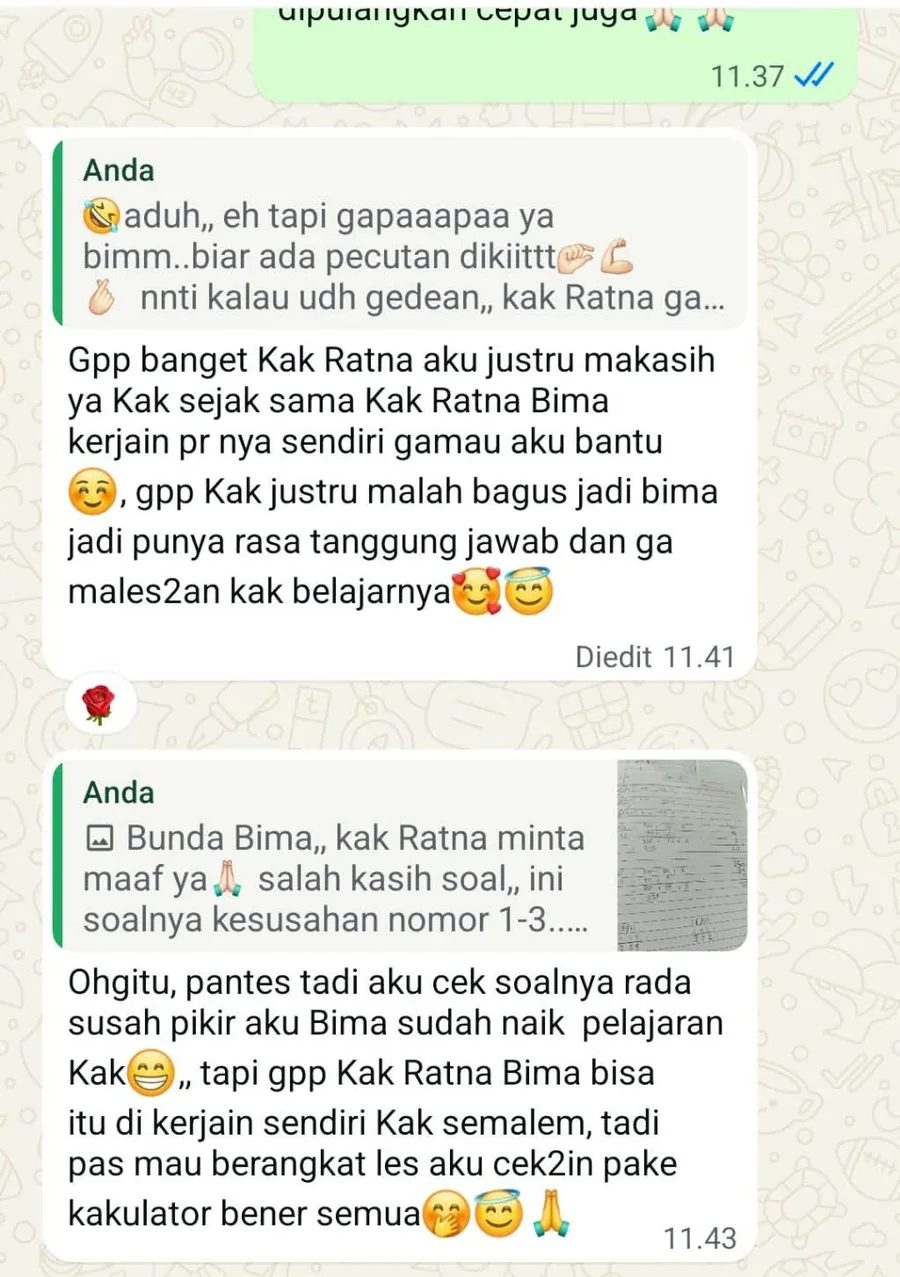 dipulangkan cepat juga🙏🏻 🙏🏻
11.37
Anda
🤣aduh,, eh tapi gapaaapaa ya
bimm..biar ada pecutan dikiittt🫴🏻💪🏻
🫰🏻 nnti kalau udh gedean,, kak Ratna ga...
Gpp banget Kak Ratna aku justru makasih
ya Kak sejak sama Kak Ratna Bima
kerjain pr nya sendiri gamau aku bantu
☺️, gpp Kak justru malah bagus jadi bima
jadi punya rasa tanggung jawab dan ga
males2an kak belajarnya🥰😇
Diedit 11.41
🌹
Anda
Bunda Bima,, kak Ratna minta
maaf ya🙏🏻 salah kasih soal,, ini
soalnya kesusahan nomor 1-3.....
Ohgitu, pantes tadi aku cek soalnya rada
susah pikir aku Bima sudah naik pelajaran
Kak😁,, tapi gpp Kak Ratna Bima bisa
itu di kerjain sendiri Kak semalem, tadi
pas mau berangkat les aku cek2in pake
kakulator bener semua🤭😇🙏
11.43